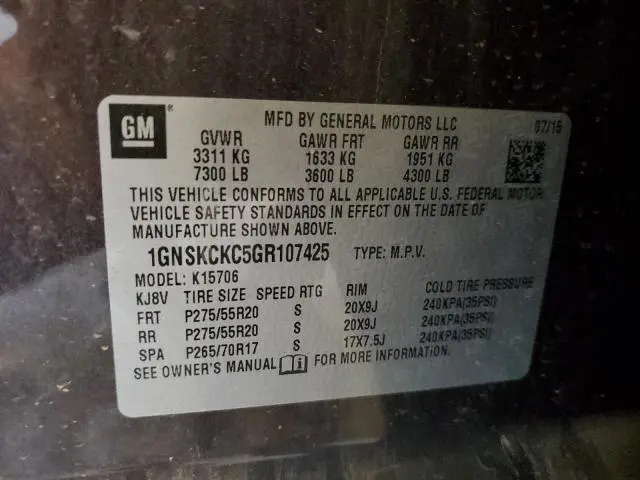 GM ®
MFD BY GENERAL MOTORS LLC 07/15
GVWR GAWR FRT GAWR RR
3311 KG 1633 KG 1951 KG
7300 LB 3600 LB 4300 LB
THIS VEHICLE CONFORMS TO ALL APPLICABLE U.S. FEDERAL MOTOR
VEHICLE SAFETY STANDARDS IN EFFECT ON THE DATE OF
MANUFACTURE SHOWN ABOVE.
1GNSKCKC5GR107425 TYPE: M.P.V.
MODEL: K15706
KJ8V TIRE SIZE SPEED RTG RIM COLD TIRE PRESSURE
FRT P275/55R20 S 20X9J 240KPA(35PSI)
RR P275/55R20 S 20X9J 240KPA(35PSI)
SPA P265/70R17 S 17X7.5J 240KPA(35PSI)
SEE OWNER'S MANUAL i FOR MORE INFORMATION.